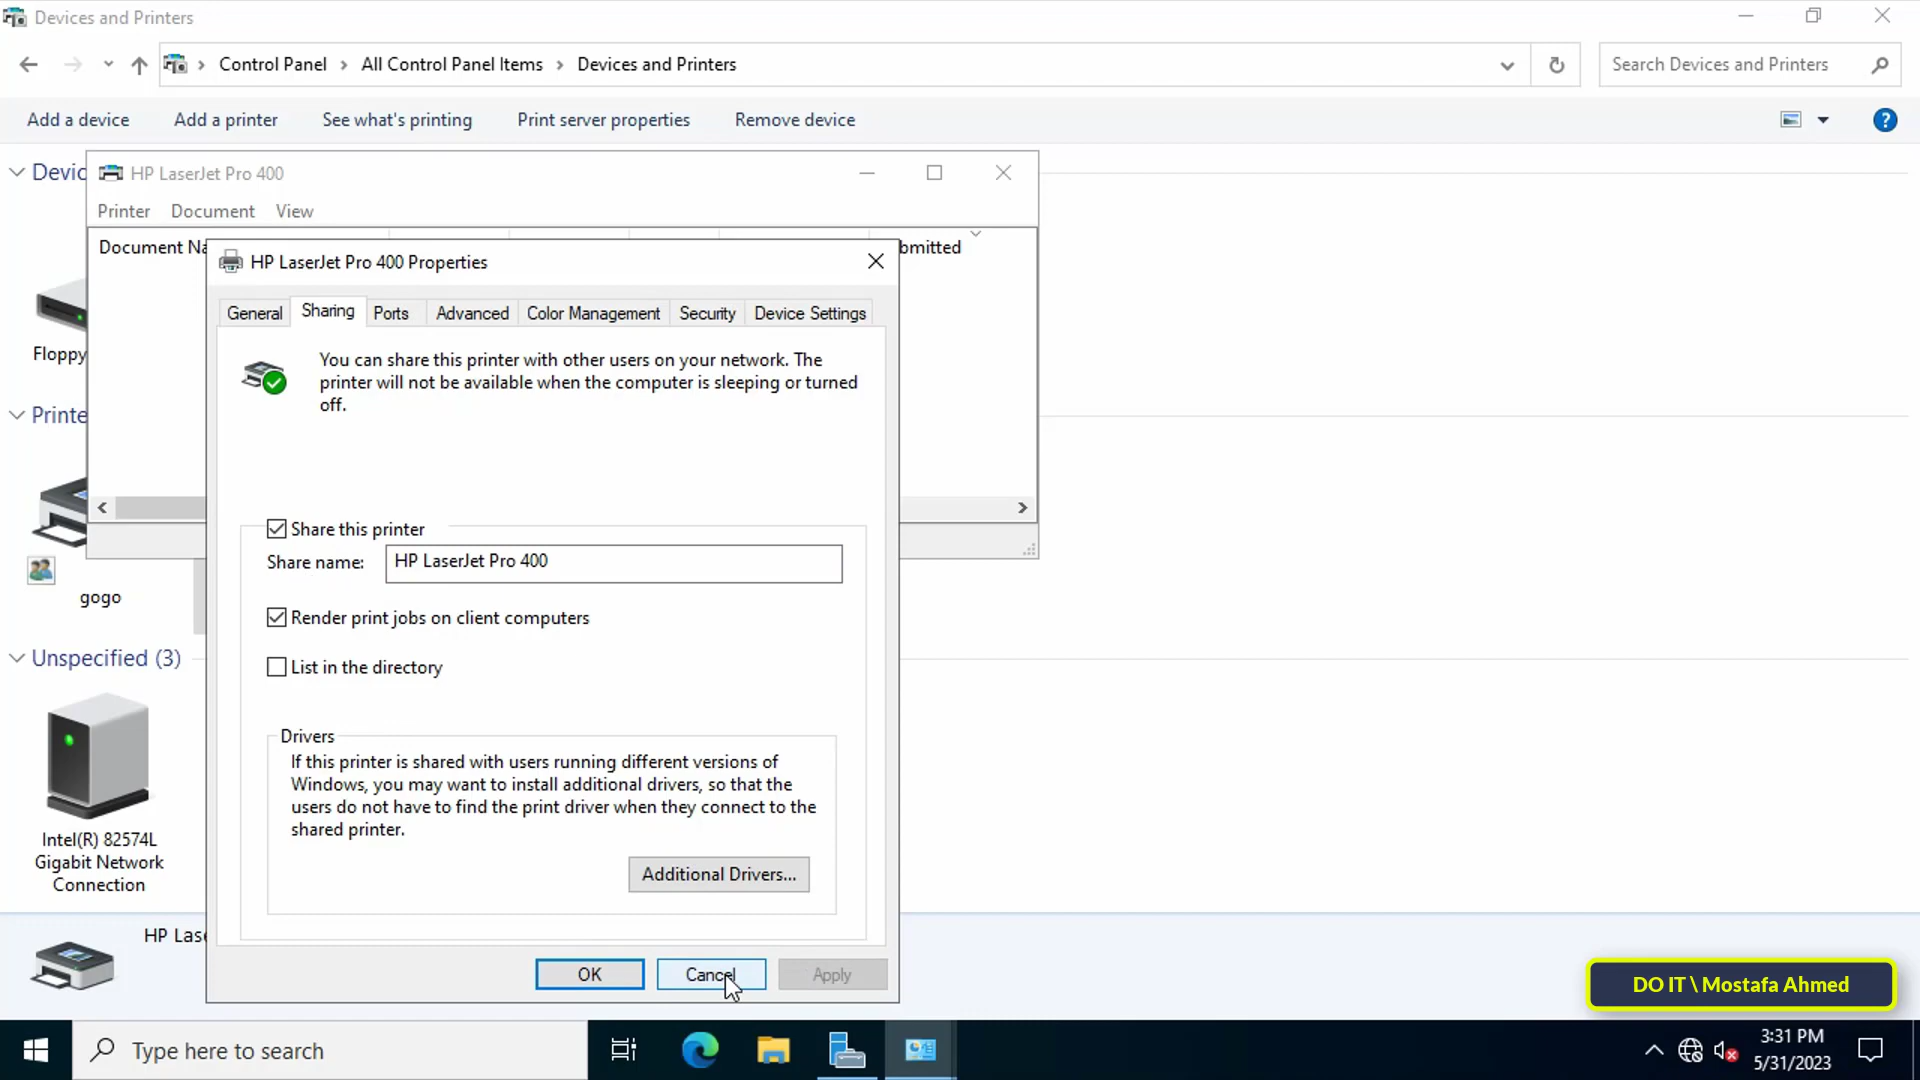 Devices and Printers
Control Panel › All Control Panel Items › Devices and Printers
Search Devices and Printers
Add a device Add a printer See what's printing Print server properties Remove device
Devic
HP LaserJet Pro 400
Printer Document View
Document Na
bmitted
HP LaserJet Pro 400 Properties
General Sharing Ports Advanced Color Management Security Device Settings
You can share this printer with other users on your network. The
printer will not be available when the computer is sleeping or turned
off.
Floppy
Printe
Share this printer
Share name: HP LaserJet Pro 400
gogo
Render print jobs on client computers
List in the directory
Unspecified (3)
Drivers
If this printer is shared with users running different versions of
Windows, you may want to install additional drivers, so that the
users do not have to find the print driver when they connect to the
shared printer.
Additional Drivers...
Intel(R) 82574L
Gigabit Network
Connection
HP Lase
OK Cancel Apply
DO IT \ Mostafa Ahmed
Type here to search
3:31 PM
5/31/2023